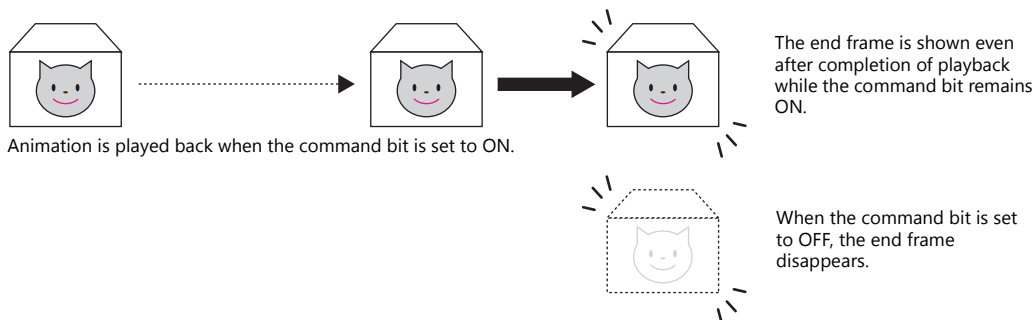 The end frame is shown even
after completion of playback
while the command bit remains
ON.
Animation is played back when the command bit is set to ON.
When the command bit is set
to OFF, the end frame
disappears.